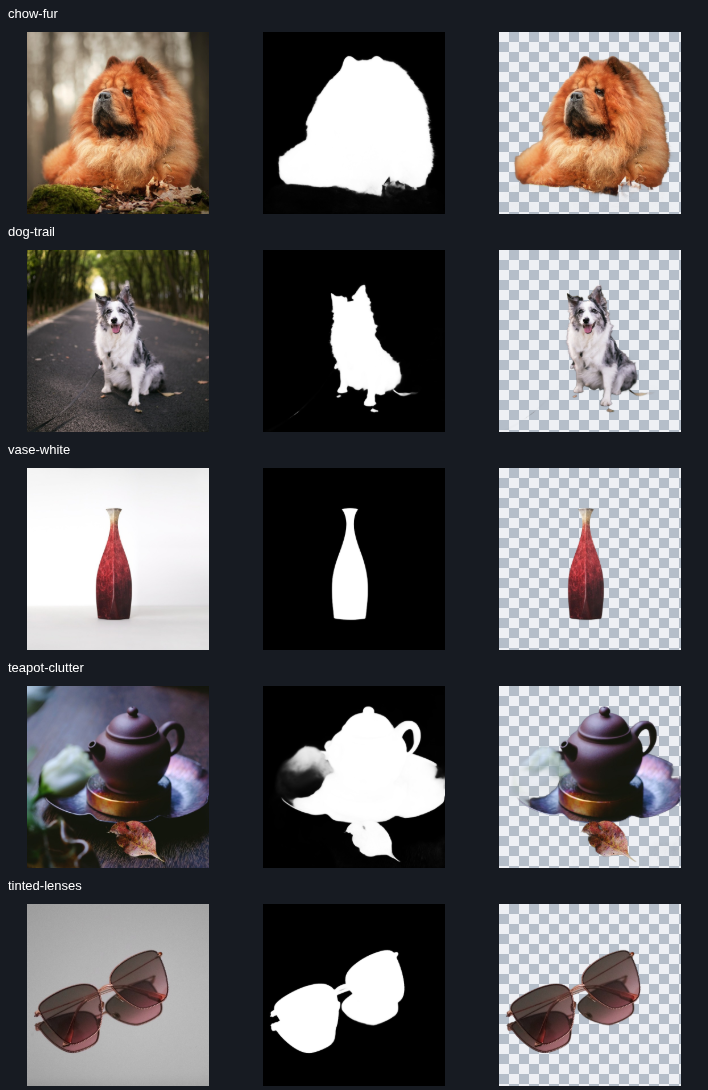 chow-fur
dog-trail
vase-white
teapot-clutter
tinted-lenses